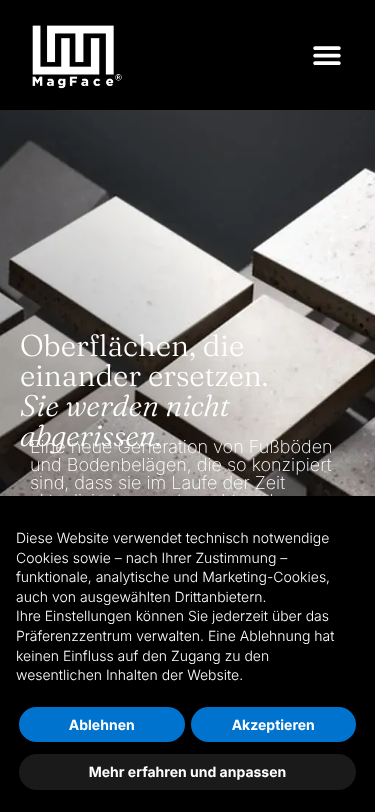 MagFace®
Oberflächen, die
einander ersetzen.
Sie werden nicht
abgerissen.
Eine neue Generation von Fußböden
und Bodenbelägen, die so konzipiert
sind, dass sie im Laufe der Zeit
Diese Website verwendet technisch notwendige
Cookies sowie – nach Ihrer Zustimmung –
funktionale, analytische und Marketing-Cookies,
auch von ausgewählten Drittanbietern.
Ihre Einstellungen können Sie jederzeit über das
Präferenzzentrum verwalten. Eine Ablehnung hat
keinen Einfluss auf den Zugang zu den
wesentlichen Inhalten der Website.
Ablehnen
Akzeptieren
Mehr erfahren und anpassen